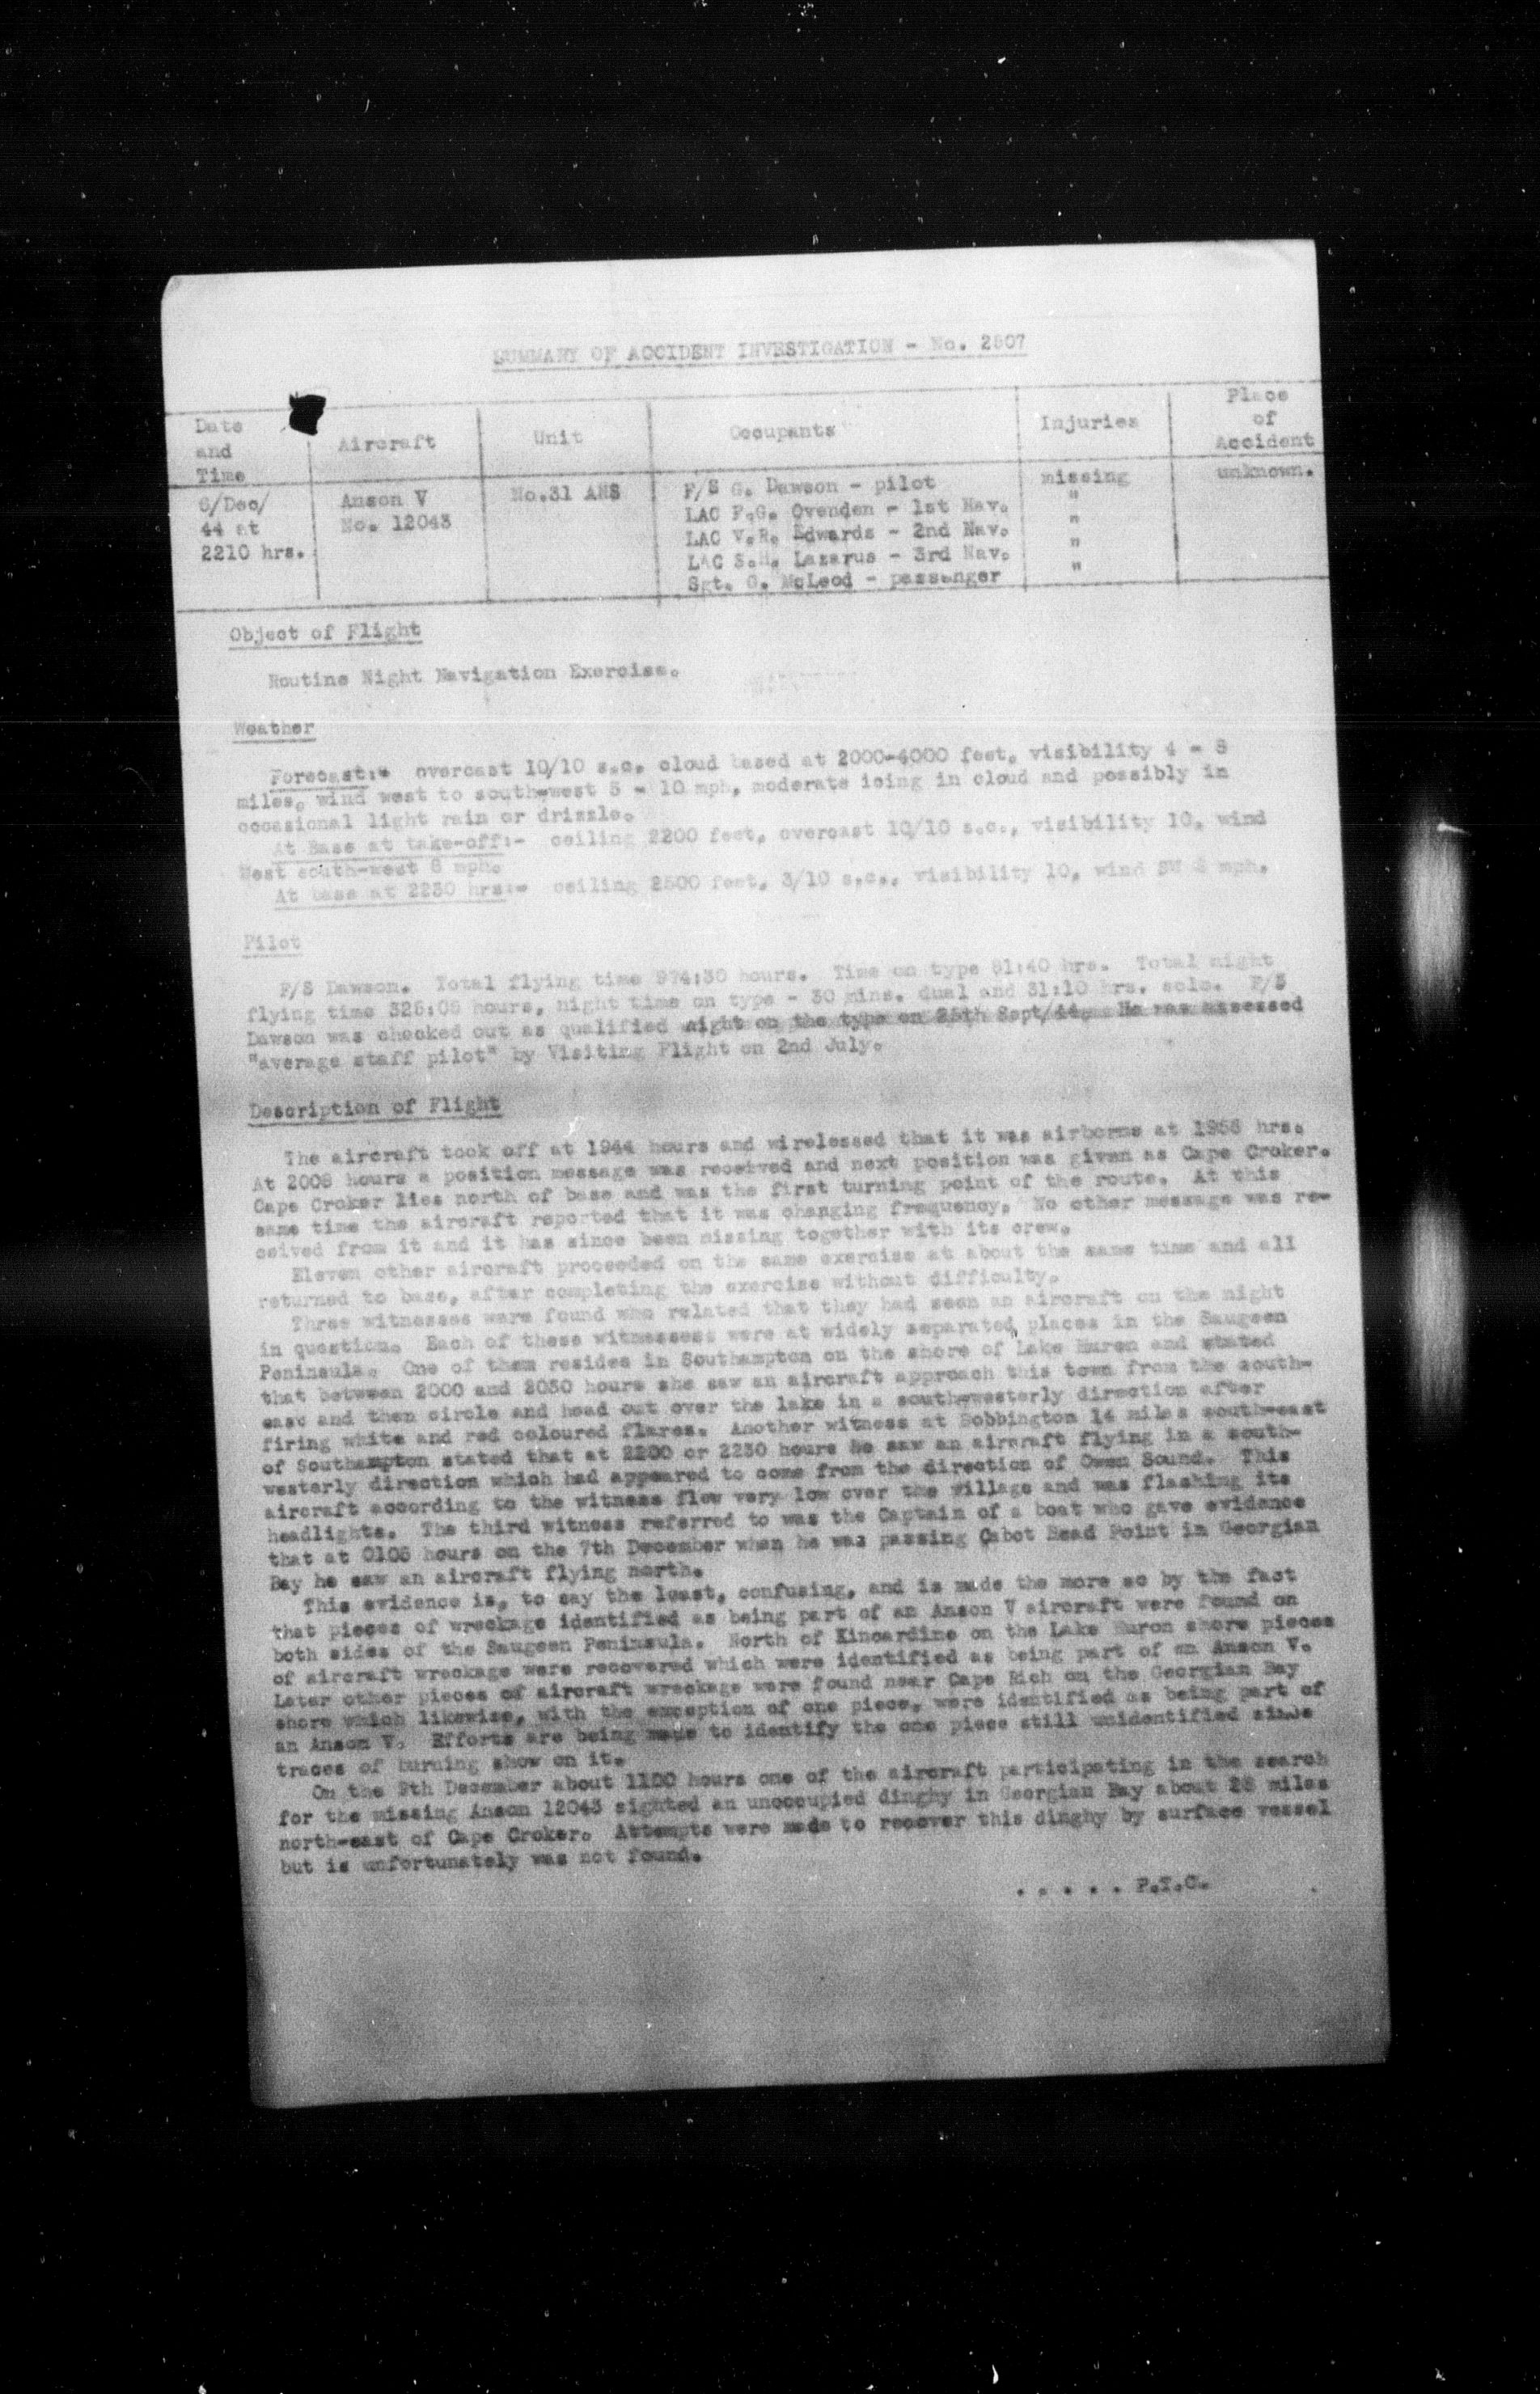 SUMMARY OF ACCIDENT INVESTIGATION - No. 2507
Date and Time
Aircraft
Unit
Occupants
Injuries
Place of Accident
6/Dec/ 44 at 2210 hrs.
Anson V No. 12043
No.31 ANS
F/S G. Dawson - pilot missing unknown.
LAC F.G. Ovenden - 1st Nav. "
LAC V.R. Edwards - 2nd Nav. "
LAC S.H. Lazarus - 3rd Nav. "
Sgt. G. McLeod - passenger "
Object of Flight
Routine Night Navigation Exercise.
Weather
Forecast:- overcast 10/10 s.c. cloud based at 2000-4000 feet, visibility 4 - 8
miles, wind west to south-west 5 - 10 mph, moderate icing in cloud and possibly in
occasional light rain or drizzle.
At Base at take-off:- ceiling 2200 feet, overcast 10/10 s.c., visibility 10, wind
West south-west 6 mph.
At base at 2230 hrs:- ceiling 2500 feet, 3/10 s.c., visibility 10, wind SW mph.
Pilot
F/S Dawson. Total flying time 974:30 hours. Time on type 81:40 hrs. Total night
flying time 325:05 hours, night time on type - 30 mins. dual and 31:10 hrs. solo. F/S
Dawson was checked out as qualified night on the type on 25th Sept/44. He was assessed
"average staff pilot" by Visiting Flight on 2nd July.
Description of Flight
The aircraft took off at 1944 hours and wirelessed that it was airborne at 1955 hrs.
At 2008 hours a position message was received and next position was given as Cape Croker.
Cape Croker lies north of base and was the first turning point of the route. At this
same time the aircraft reported that it was changing frequency. No other message was re-
ceived from it and it has since been missing together with its crew.
Eleven other aircraft proceeded on the same exercise at about the same time and all
returned to base, after completing the exercise without difficulty.
Three witnesses were found who related that they had seen an aircraft on the night
in question. Each of these witnessess were at widely separated, places in the Saugeen
Peninsula. One of them resides in Southampton on the shore of Lake Huron and stated
that between 2000 and 2030 hours she saw an aircraft approach this town from the south-
east and then circle and head out over the lake in a south-westerly direction after
firing white and red coloured flares. Another witness at Dobbington 14 miles south-east
of Southampton stated that at 2200 or 2230 hours he saw an aircraft flying in a south-
westerly direction which had appeared to come from the direction of Owen Sound. This
aircraft according to the witness flew very low over the village and was flashing its
headlights. The third witness referred to was the Captain of a boat who gave evidence
that at 0105 hours on the 7th December when he was passing Cabot Head Point in Georgian
Bay he saw an aircraft flying north.
This evidence is, to say the least, confusing, and is made the more so by the fact
that pieces of wreckage identified as being part of an Anson V aircraft were found on
both sides of the Saugeen Peninsula. North of Kincardine on the Lake Huron shore pieces
of aircraft wreckage were recovered which were identified as being part of an Anson V.
Later other pieces of aircraft wreckage were found near Cape Rich on the Georgian Bay
shore which likewise, with the exception of one piece, were identified as being part of
an Anson V. Efforts are being made to identify the one piece still unidentified since
traces of burning show on it.
On the 9th December about 1100 hours one of the aircraft participating in the search
for the missing Anson 12043 sighted an unoccupied dinghy in Georgian Bay about miles
north-east of Cape Croker. Attempts were made to recover this dinghy by surface vessel
but is unfortunately was not found.
. . . . . P.T.O.